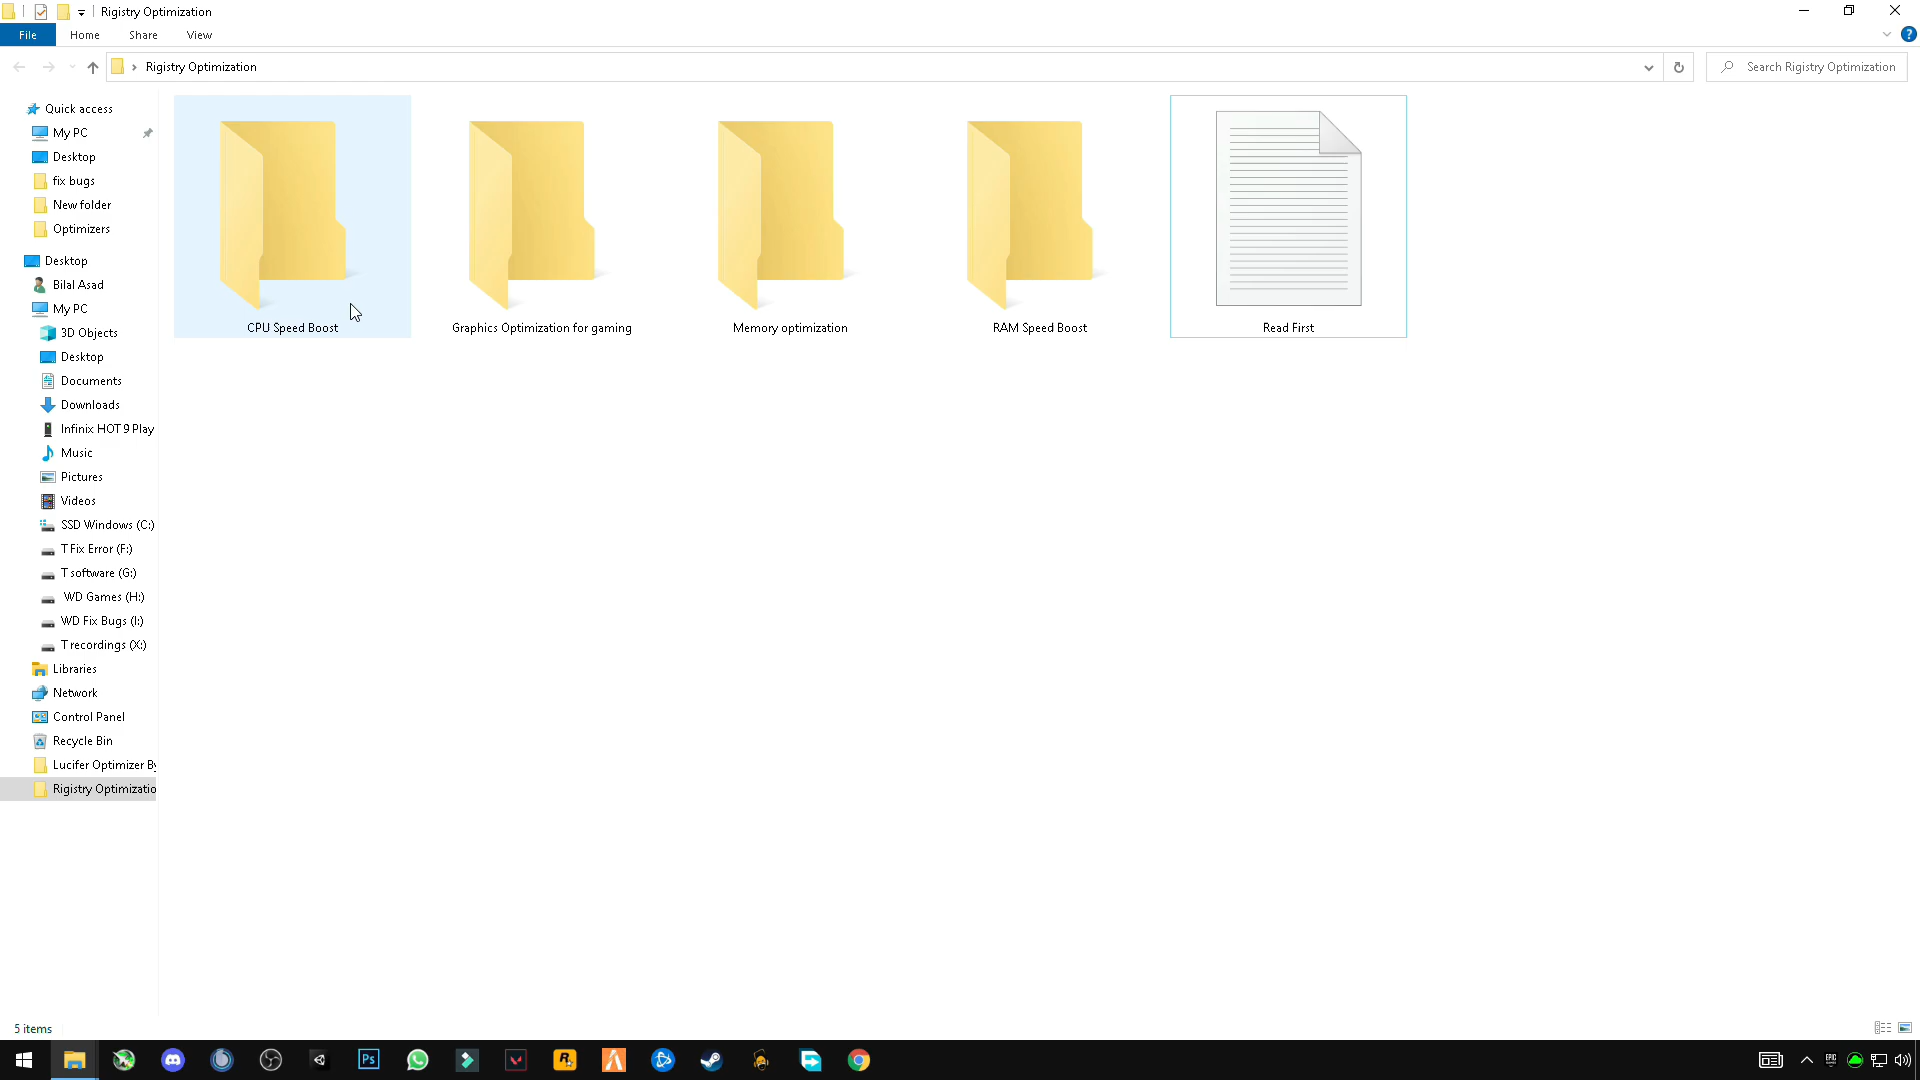 Rigistry Optimization
File
Home
Share
View
Rigistry Optimization
Search Rigistry Optimization
Quick access
My PC
Desktop
fix bugs
New folder
Optimizers
Desktop
Bilal Asad
My PC
3D Objects
Desktop
Documents
Downloads
Infinix HOT 9 Play
Music
Pictures
Videos
SSD Windows (C:)
T Fix Error (F:)
T software (G:)
WD Games (H:)
WD Fix Bugs (I:)
T recordings (X:)
Libraries
Network
Control Panel
Recycle Bin
Lucifer Optimizer By
Rigistry Optimizatio
CPU Speed Boost
Graphics Optimization for gaming
Memory optimization
RAM Speed Boost
Read First
5 items
Ps
R
EPIC